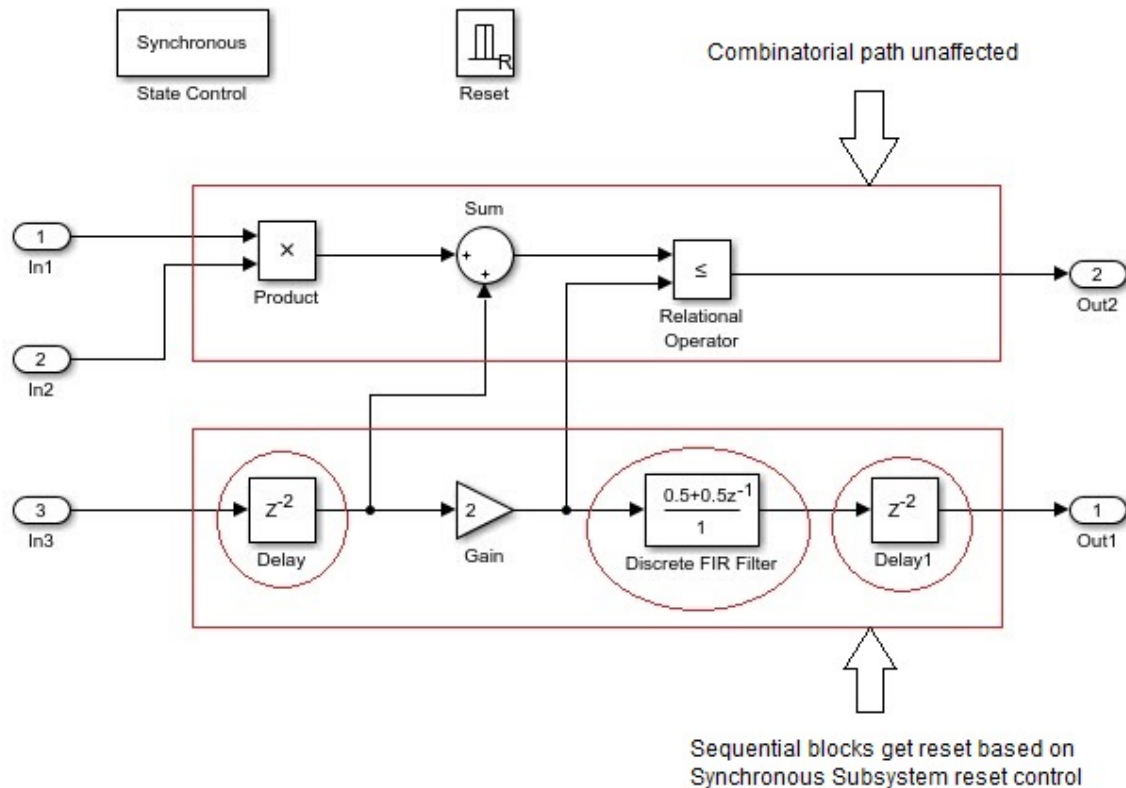 Synchronous
State Control
R
Reset
Combinatorial path unaffected
1
In1
2
In2
×
Product
Sum
+
+
≤
Relational
Operator
2
Out2
3
In3
Z-2
Delay
2
Gain
0.5+0.5z-1
1
Discrete FIR Filter
Z-2
Delay1
1
Out1
Sequential blocks get reset based on
Synchronous Subsystem reset control